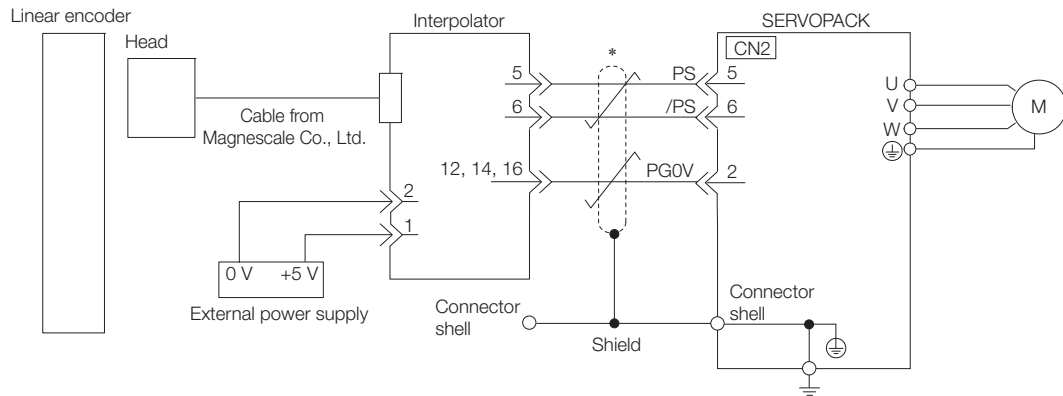 Linear encoder
Head
Interpolator
SERVOPACK
*
CN2
5
PS
5
U
6
/PS
6
V
M
Cable from
Magnescale Co., Ltd.
W
12, 14, 16
PG0V
2
2
1
0 V
+5 V
External power supply
Connector
shell
Connector
shell
Shield